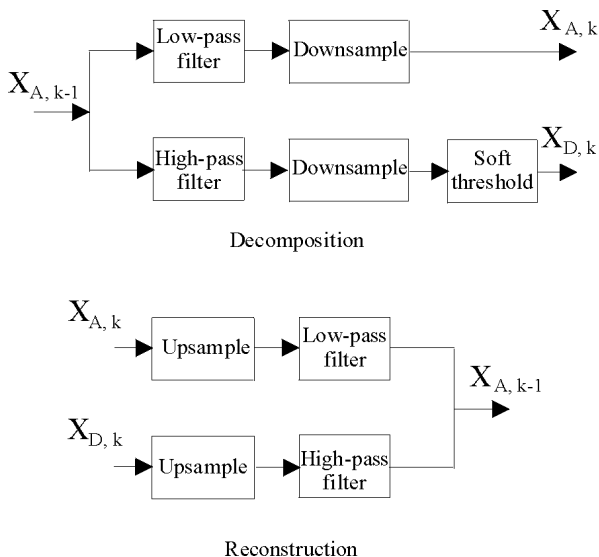 X_A, k-1
Low-pass
filter
Downsample
X_A, k
High-pass
filter
Downsample
Soft
threshold
X_D, k
Decomposition
X_A, k
Upsample
Low-pass
filter
X_A, k-1
X_D, k
Upsample
High-pass
filter
Reconstruction